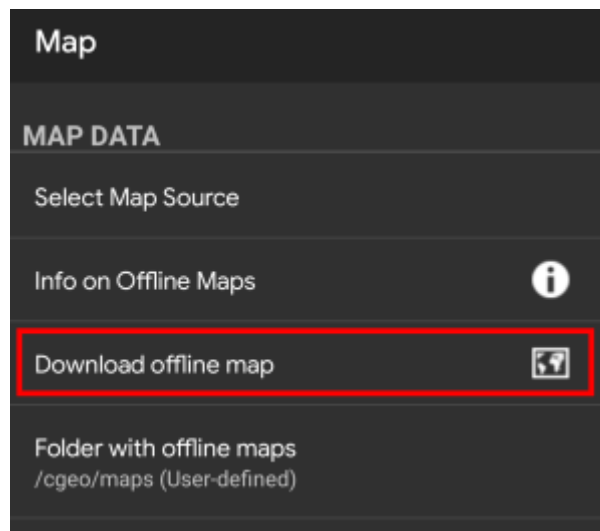 Map
MAP DATA
Select Map Source
Info on Offline Maps
Download offline map
Folder with offline maps
/cgeo/maps (User-defined)